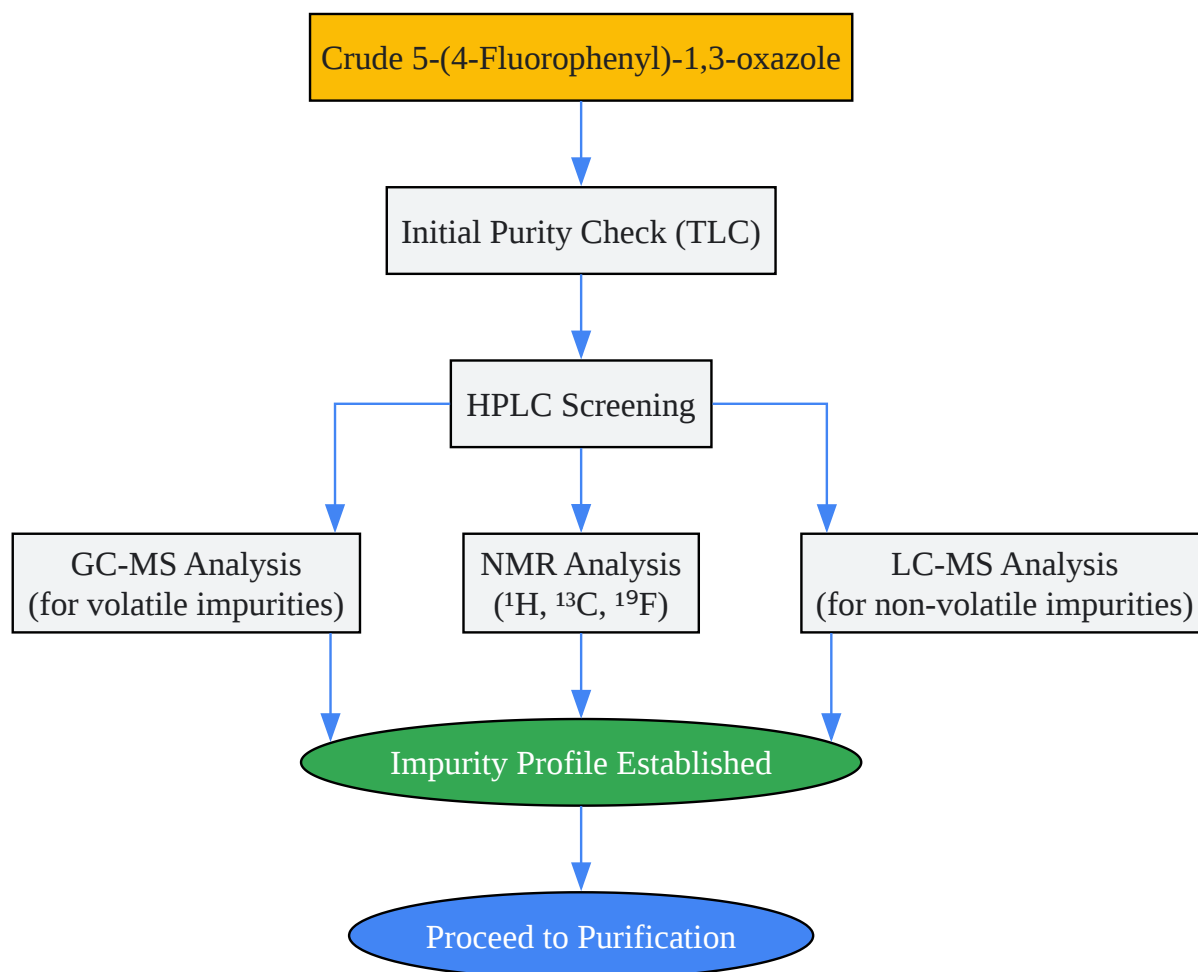 Crude 5-(4-Fluorophenyl)-1,3-oxazole
Initial Purity Check (TLC)
HPLC Screening
GC-MS Analysis
(for volatile impurities)
NMR Analysis
(¹H, ¹³C, ¹⁹F)
LC-MS Analysis
(for non-volatile impurities)
Impurity Profile Established
Proceed to Purification